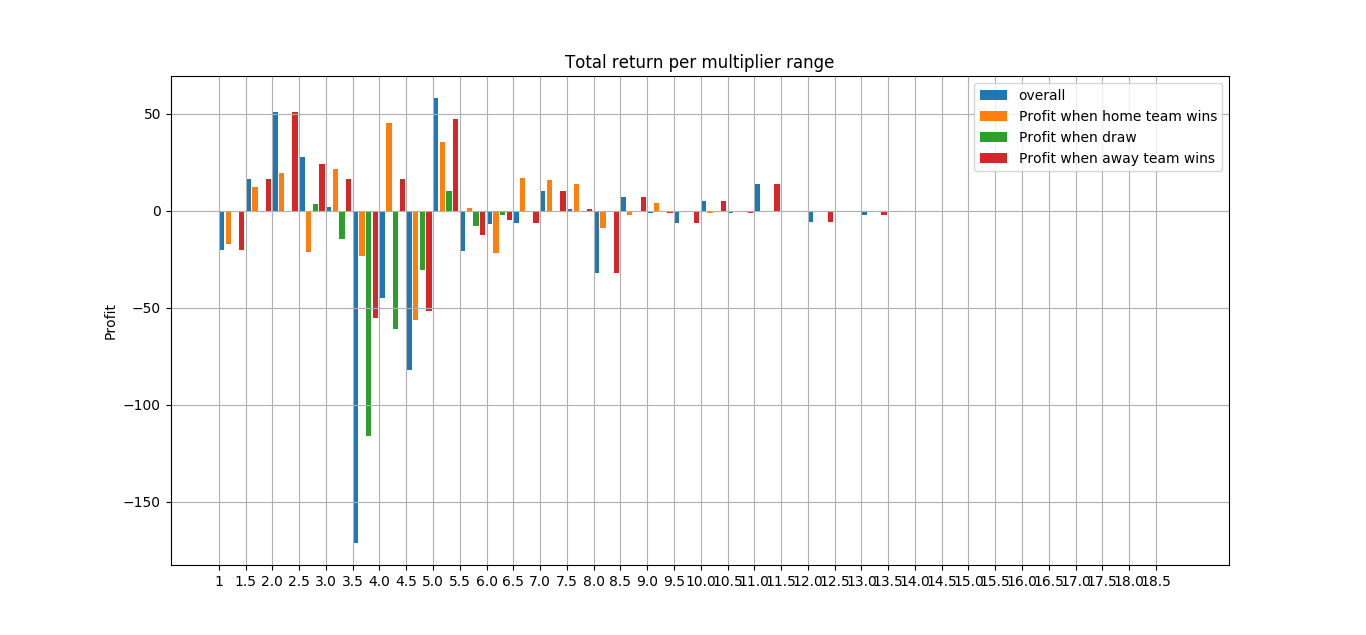 Total return per multiplier range
overall
Profit when home team wins
Profit when draw
Profit when away team wins
Profit
50
0
−50
−100
−150
1 1.5 2.0 2.5 3.0 3.5 4.0 4.5 5.0 5.5 6.0 6.5 7.0 7.5 8.0 8.5 9.0 9.5 10.0 10.5 11.0 11.5 12.0 12.5 13.0 13.5 14.0 14.5 15.0 15.5 16.0 16.5 17.0 17.5 18.0 18.5